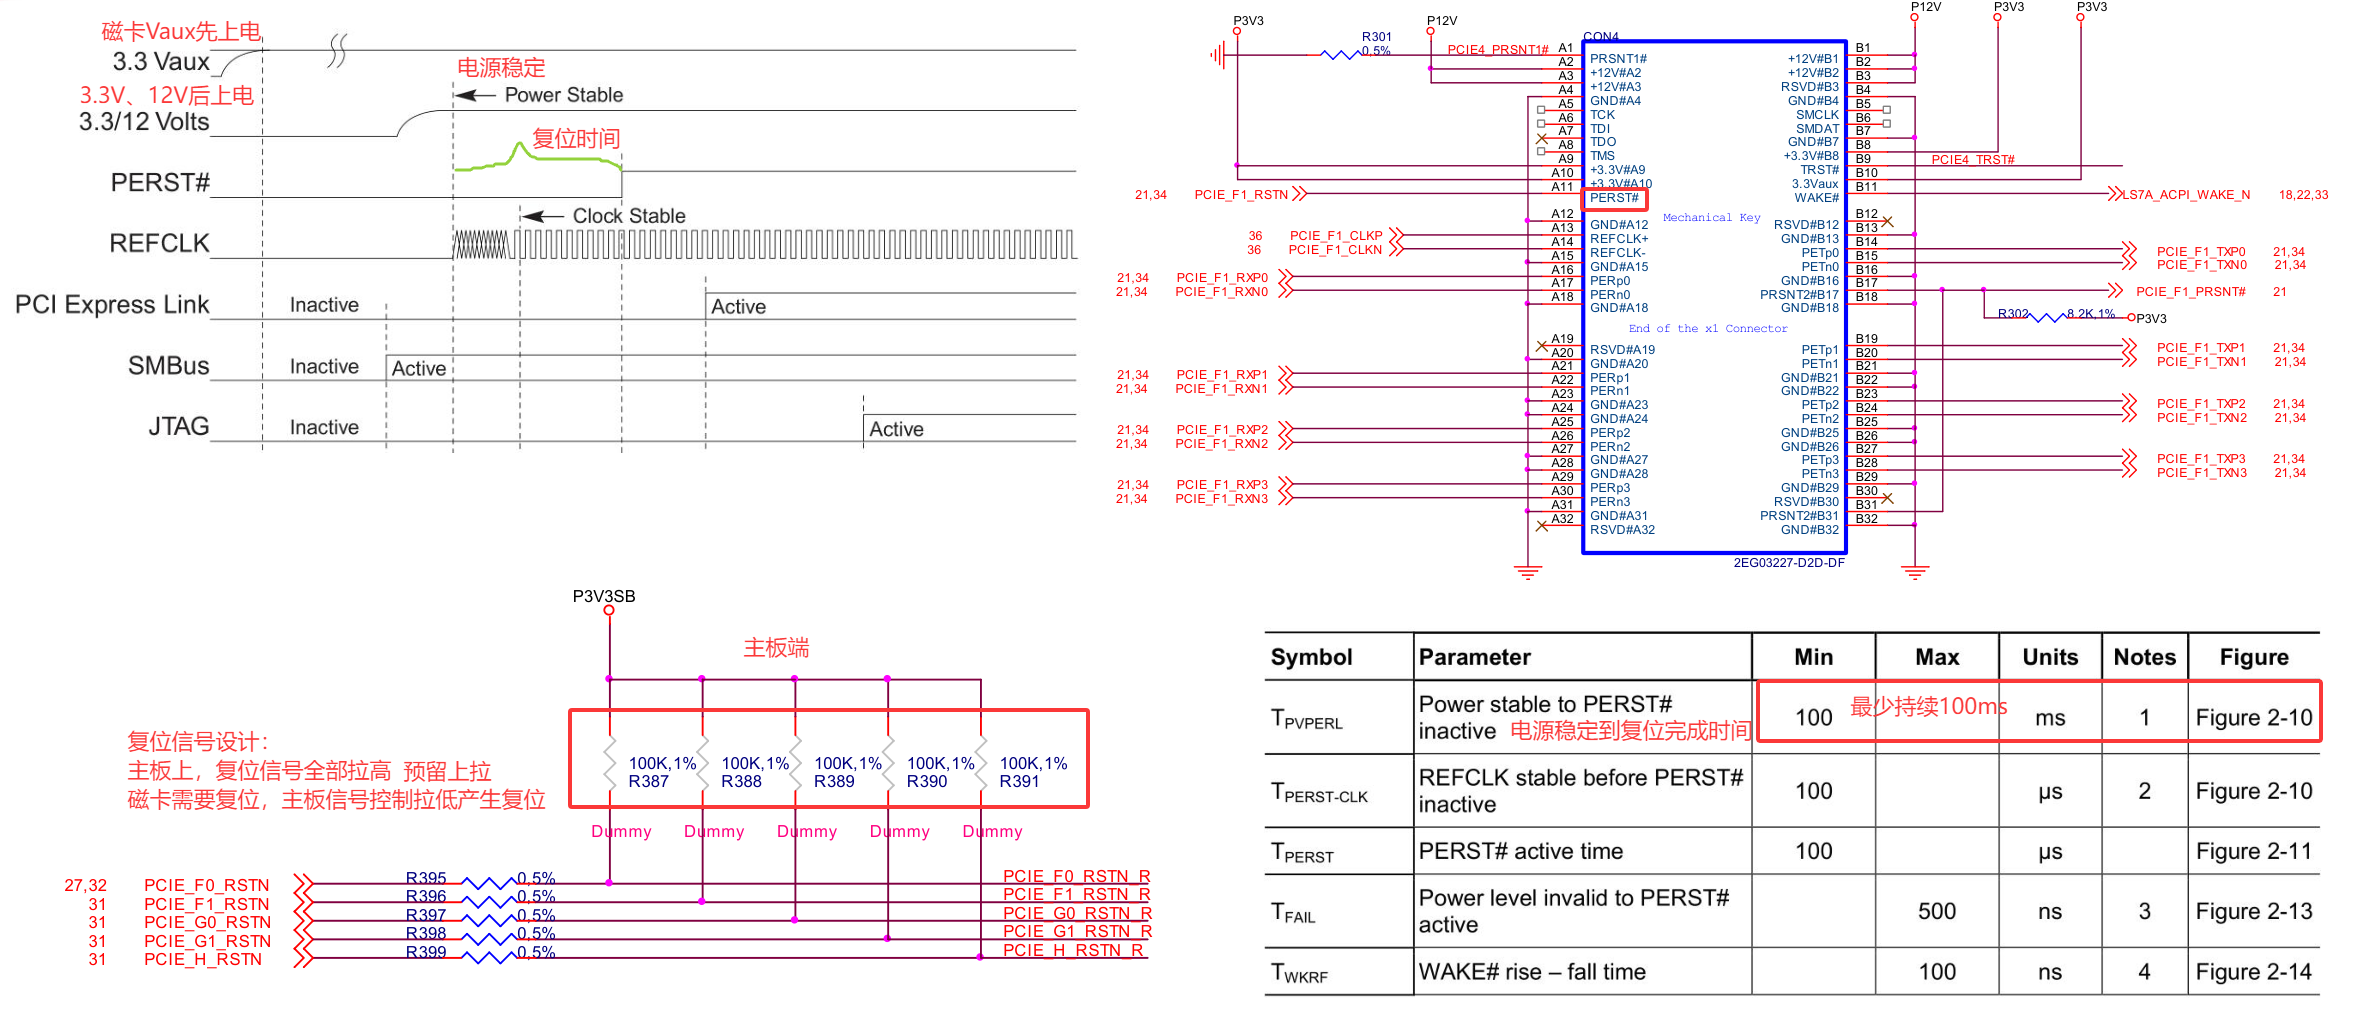 磁卡Vaux先上电
3.3 Vaux
电源稳定
3.3V、12V后上电
Power Stable
3.3/12 Volts
复位时间
PERST#
Clock Stable
REFCLK
PCI Express Link
Inactive
Active
SMBus
Inactive
Active
JTAG
Inactive
Active
P3V3
P12V
P12V
P3V3
P3V3
R301
0,5%
PCIE4_PRSNT1#
CON4
A1
A2
A3
A4
A5
A6
A7
A8
A9
A10
A11
A12
A13
A14
A15
A16
A17
A18
A19
A20
A21
A22
A23
A24
A25
A26
A27
A28
A29
A30
A31
A32
PRSNT1#
+12V#A2
+12V#A3
GND#A4
TCK
TDI
TDO
TMS
+3.3V#A9
+3.3V#A10
PERST#
GND#A12
REFCLK+
REFCLK-
GND#A15
PERp0
PERn0
GND#A18
RSVD#A19
GND#A20
PERp1
PERn1
GND#A23
GND#A24
PERp2
PERn2
GND#A27
GND#A28
PERp3
PERn3
GND#A31
RSVD#A32
Mechanical Key
End of the x1 Connector
+12V#B1
+12V#B2
RSVD#B3
GND#B4
SMCLK
SMDAT
GND#B7
+3.3V#B8
TRST#
3.3Vaux
WAKE#
RSVD#B12
GND#B13
PETp0
PETn0
GND#B16
PRSNT2#B17
GND#B18
PETp1
PETn1
GND#B21
GND#B22
PETp2
PETn2
GND#B25
GND#B26
PETp3
PETn3
GND#B29
RSVD#B30
PRSNT2#B31
GND#B32
B1
B2
B3
B4
B5
B6
B7
B8
B9
B10
B11
B12
B13
B14
B15
B16
B17
B18
B19
B20
B21
B22
B23
B24
B25
B26
B27
B28
B29
B30
B31
B32
2EG03227-D2D-DF
21,34 PCIE_F1_RSTN
36 PCIE_F1_CLKP
36 PCIE_F1_CLKN
21,34 PCIE_F1_RXP0
21,34 PCIE_F1_RXN0
21,34 PCIE_F1_RXP1
21,34 PCIE_F1_RXN1
21,34 PCIE_F1_RXP2
21,34 PCIE_F1_RXN2
21,34 PCIE_F1_RXP3
21,34 PCIE_F1_RXN3
PCIE4_TRST#
LS7A_ACPI_WAKE_N 18,22,33
PCIE_F1_TXP0 21,34
PCIE_F1_TXN0 21,34
PCIE_F1_PRSNT# 21
R302 8.2K,1% P3V3
PCIE_F1_TXP1 21,34
PCIE_F1_TXN1 21,34
PCIE_F1_TXP2 21,34
PCIE_F1_TXN2 21,34
PCIE_F1_TXP3 21,34
PCIE_F1_TXN3 21,34
P3V3SB
主板端
复位信号设计：
主板上，复位信号全部拉高 预留上拉
磁卡需要复位，主板信号控制拉低产生复位
100K,1% 100K,1% 100K,1% 100K,1% 100K,1%
R387 R388 R389 R390 R391
Dummy Dummy Dummy Dummy Dummy
27,32 PCIE_F0_RSTN R395 0,5% PCIE_F0_RSTN_R
31 PCIE_F1_RSTN R396 0,5% PCIE_F1_RSTN_R
31 PCIE_G0_RSTN R397 0,5% PCIE_G0_RSTN_R
31 PCIE_G1_RSTN R398 0,5% PCIE_G1_RSTN_R
31 PCIE_H_RSTN R399 0,5% PCIE_H_RSTN_R
Symbol Parameter Min Max Units Notes Figure
TPVPERL Power stable to PERST# inactive 电源稳定到复位完成时间 100 最少持续100ms ms 1 Figure 2-10
TPERST-CLK REFCLK stable before PERST# inactive 100 μs 2 Figure 2-10
TPERST PERST# active time 100 μs Figure 2-11
TFAIL Power level invalid to PERST# active 500 ns 3 Figure 2-13
TWKRF WAKE# rise – fall time 100 ns 4 Figure 2-14